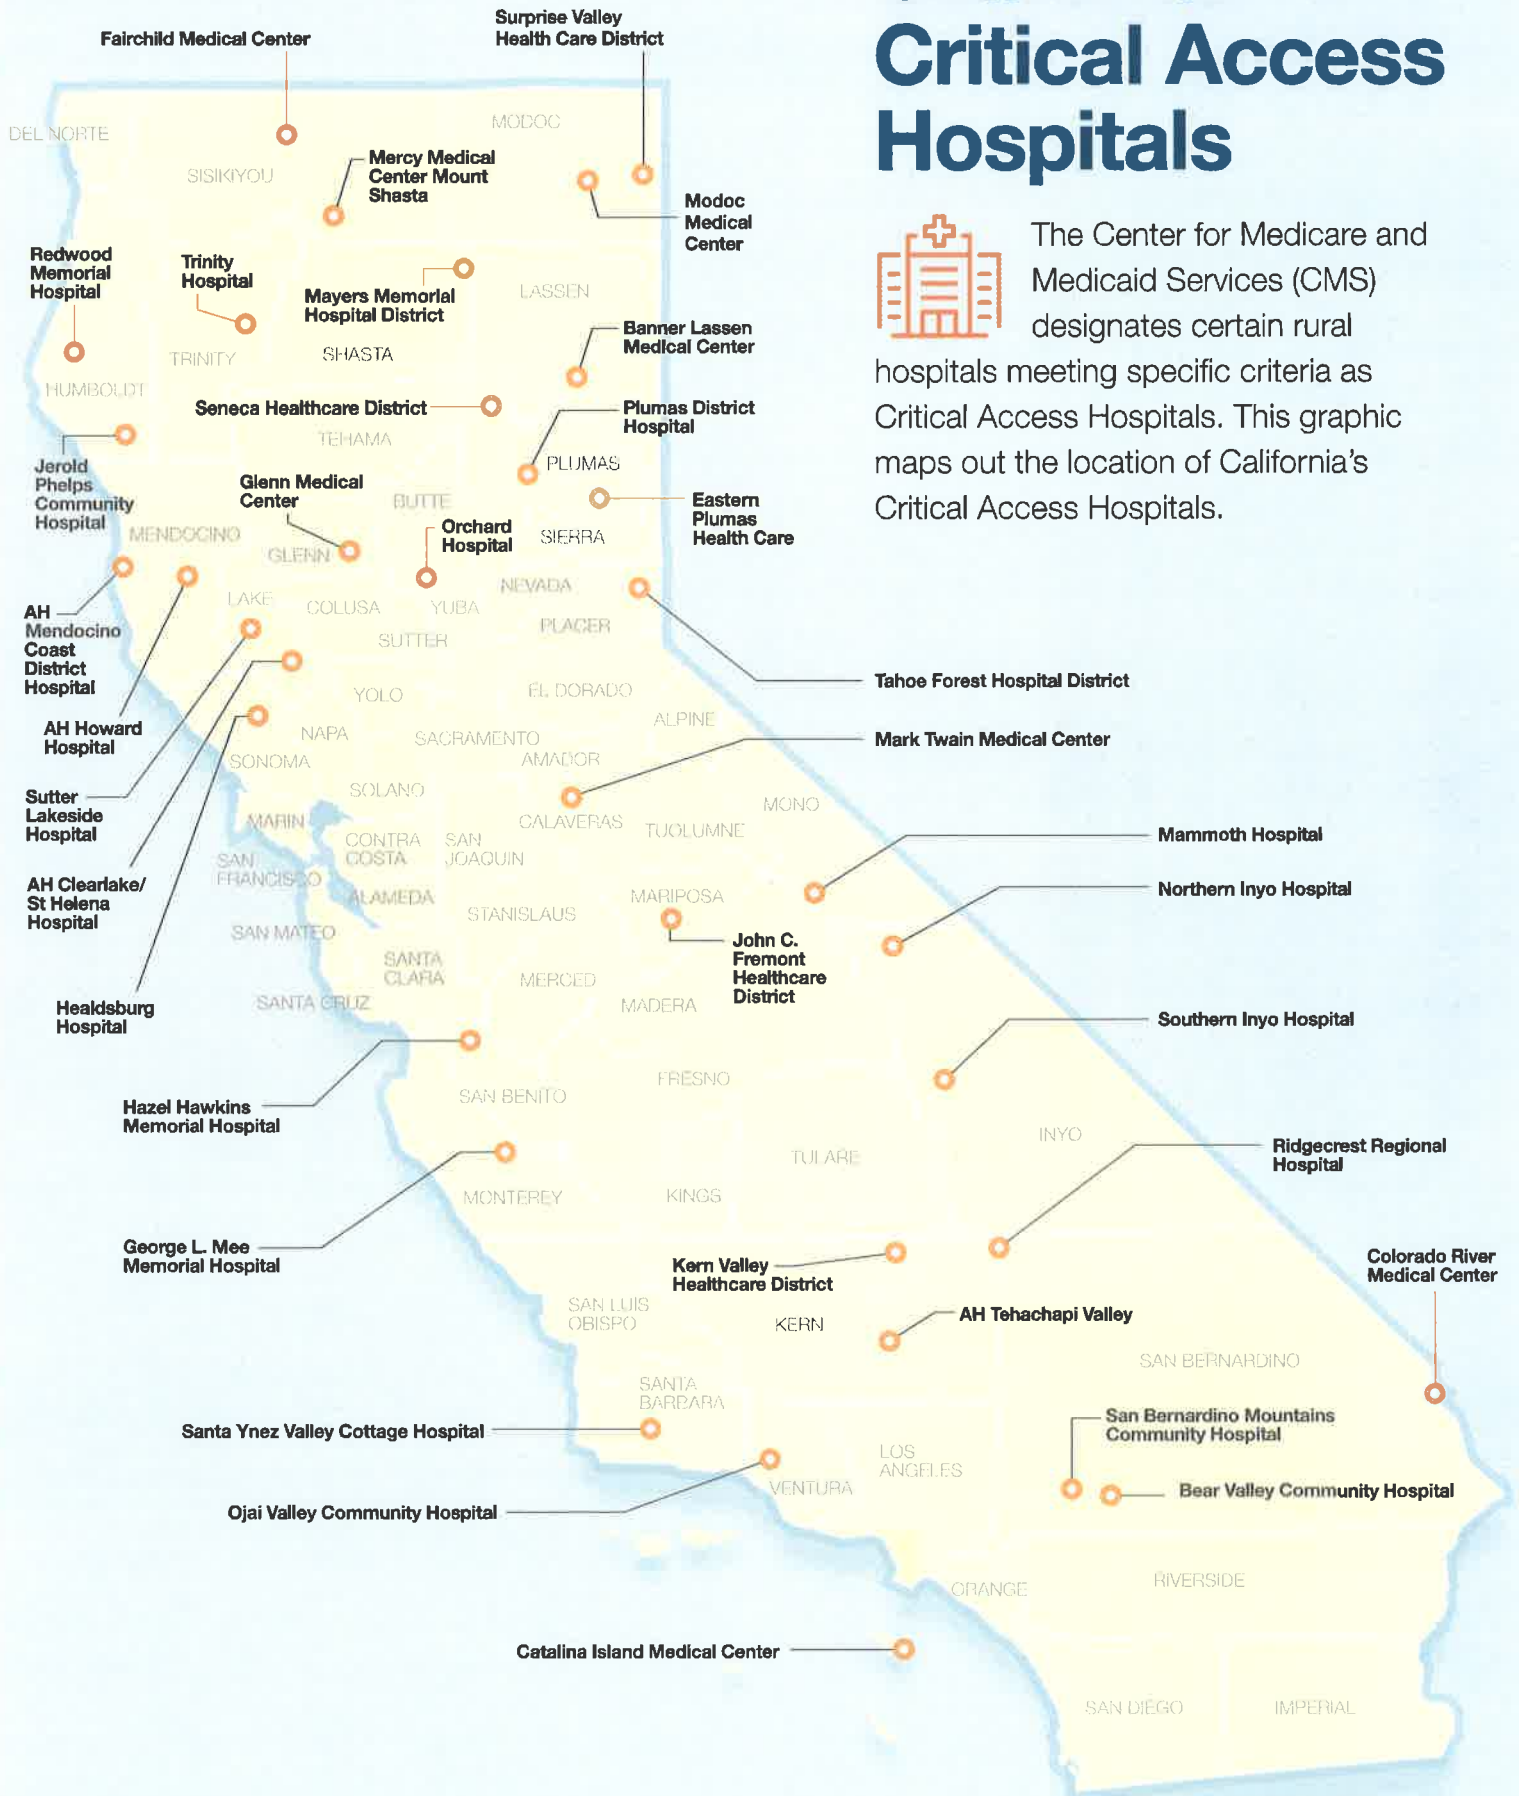 Critical Access
Hospitals
The Center for Medicare and
Medicaid Services (CMS)
designates certain rural
hospitals meeting specific criteria as
Critical Access Hospitals. This graphic
maps out the location of California's
Critical Access Hospitals.
Fairchild Medical Center
Surprise Valley
Health Care District
DEL NORTE
SISIKIYOU
MODOC
Mercy Medical
Center Mount
Shasta
Modoc
Medical
Center
Redwood
Memorial
Hospital
Trinity
Hospital
Mayers Memorial
Hospital District
LASSEN
Banner Lassen
Medical Center
TRINITY
SHASTA
HUMBOLDT
Seneca Healthcare District
Plumas District
Hospital
TEHAMA
PLUMAS
Jerold
Phelps
Community
Hospital
Glenn Medical
Center
BUTTE
Orchard
Hospital
Eastern
Plumas
Health Care
SIERRA
MENDOCINO
GLENN
NEVADA
LAKE
COLUSA
YUBA
AH
Mendocino
Coast
District
Hospital
SUTTER
PLACER
Tahoe Forest Hospital District
YOLO
EL DORADO
ALPINE
AH Howard
Hospital
NAPA
SACRAMENTO
Mark Twain Medical Center
SONOMA
AMADOR
Sutter
Lakeside
Hospital
SOLANO
MONO
MARIN
CALAVERAS
TUOLUMNE
Mammoth Hospital
CONTRA
COSTA
SAN
JOAQUIN
SAN
FRANCISCO
AH Clearlake/
St Helena
Hospital
ALAMEDA
MARIPOSA
Northern Inyo Hospital
STANISLAUS
SAN MATEO
John C.
Fremont
Healthcare
District
SANTA
CLARA
MERCED
SANTA CRUZ
MADERA
Healdsburg
Hospital
Southern Inyo Hospital
FRESNO
Hazel Hawkins
Memorial Hospital
SAN BENITO
INYO
TULARE
Ridgecrest Regional
Hospital
MONTEREY
KINGS
George L. Mee
Memorial Hospital
Kern Valley
Healthcare District
Colorado River
Medical Center
SAN LUIS
OBISPO
KERN
AH Tehachapi Valley
SAN BERNARDINO
SANTA
BARBARA
San Bernardino Mountains
Community Hospital
Santa Ynez Valley Cottage Hospital
LOS
ANGELES
VENTURA
Bear Valley Community Hospital
Ojai Valley Community Hospital
ORANGE
RIVERSIDE
Catalina Island Medical Center
SAN DIEGO
IMPERIAL